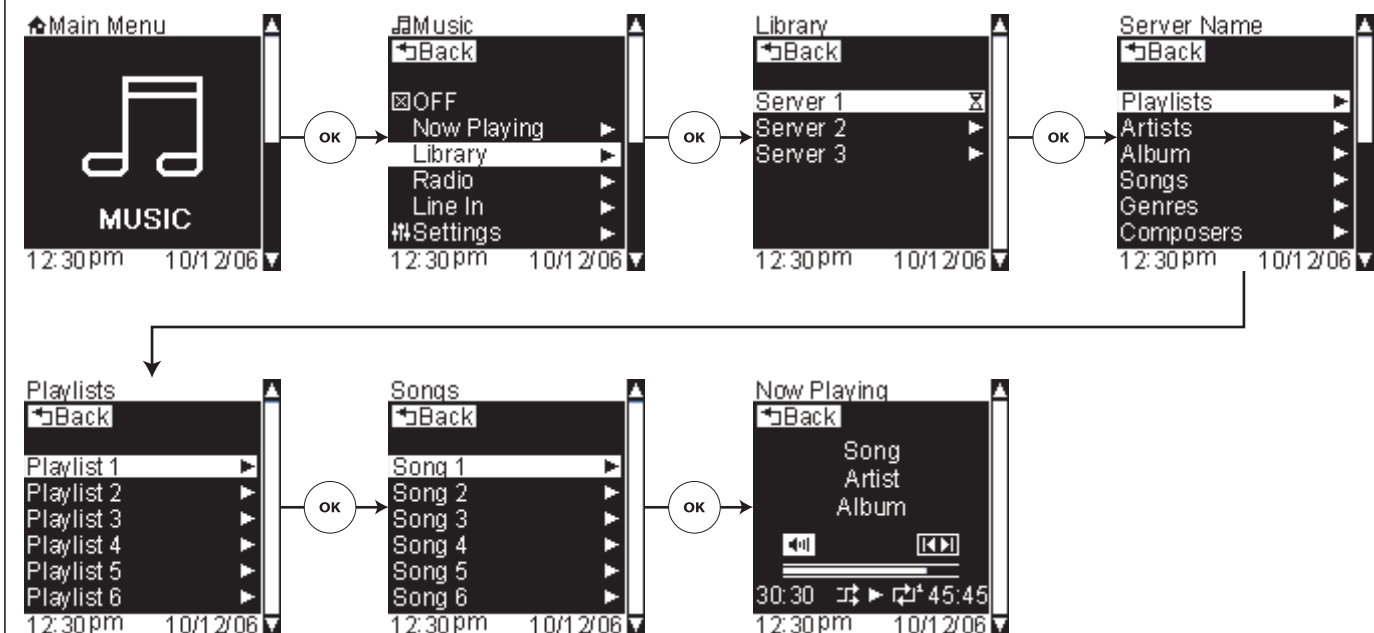 Main Menu
MUSIC
12:30pm 10/12/06
OK
Music
Back
OFF
Now Playing
Library
Radio
Line In
Settings
12:30pm 10/12/06
OK
Library
Back
Server 1
Server 2
Server 3
12:30pm 10/12/06
OK
Server Name
Back
Playlists
Artists
Album
Songs
Genres
Composers
12:30pm 10/12/06
Playlists
Back
Playlist 1
Playlist 2
Playlist 3
Playlist 4
Playlist 5
Playlist 6
12:30pm 10/12/06
OK
Songs
Back
Song 1
Song 2
Song 3
Song 4
Song 5
Song 6
12:30pm 10/12/06
OK
Now Playing
Back
Song
Artist
Album
30:30 1 45:45
12:30pm 10/12/06